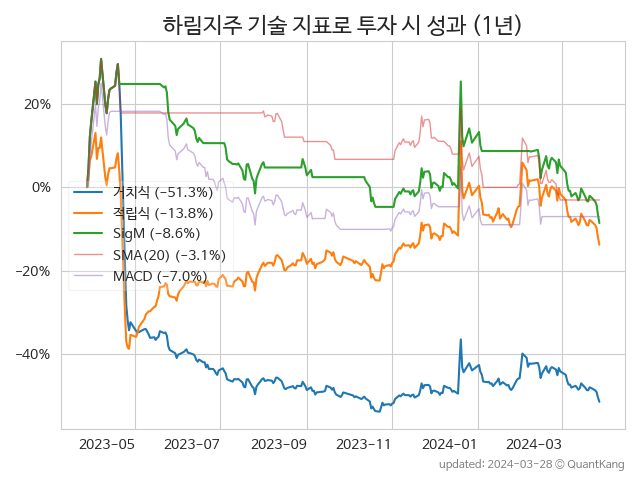 하림지주 기술 지표로 투자 시 성과 (1년)
20%
0%
−20%
−40%
거치식 (−51.3%)
적립식 (−13.8%)
SigM (−8.6%)
SMA(20) (−3.1%)
MACD (−7.0%)
2023-05
2023-07
2023-09
2023-11
2024-01
2024-03
updated: 2024-03-28 © QuantKang